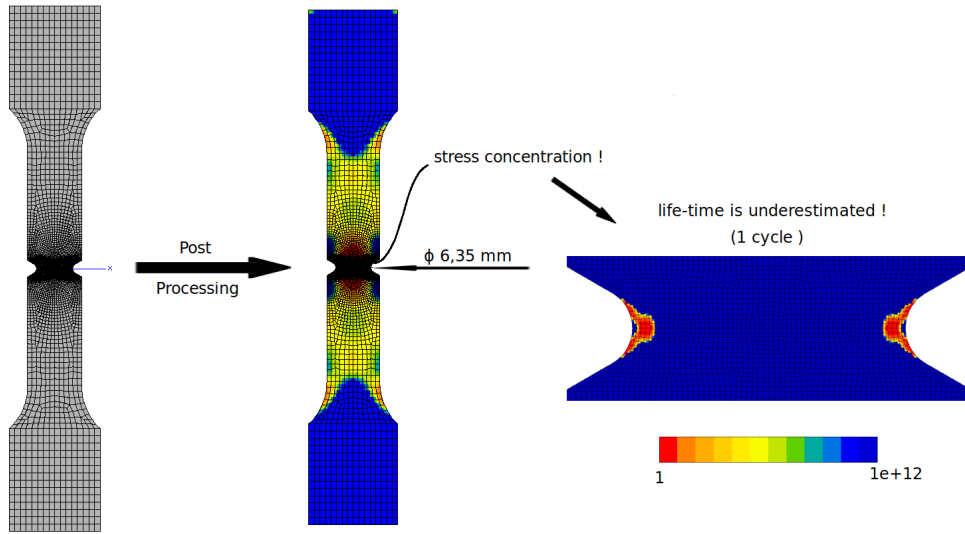 stress concentration !
life-time is underestimated !
(1 cycle )
Post
Processing
ϕ 6,35 mm
x
1
1e+12